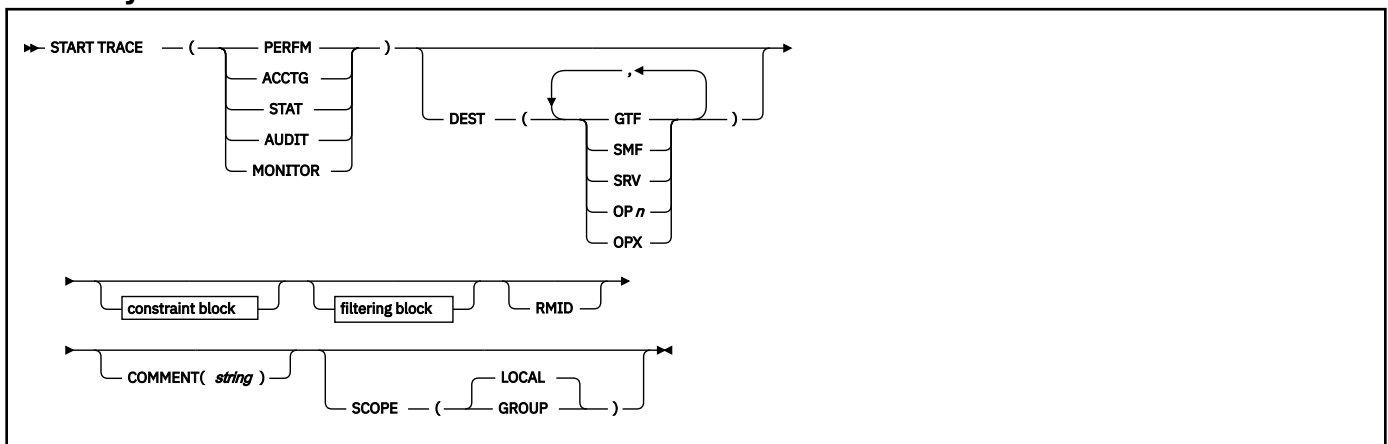 START TRACE ( PERFM )
ACCTG
STAT
AUDIT
MONITOR
,
DEST ( GTF )
SMF
SRV
OPn
OPX
constraint block
filtering block
RMID
COMMENT( string )
LOCAL
SCOPE ( GROUP )